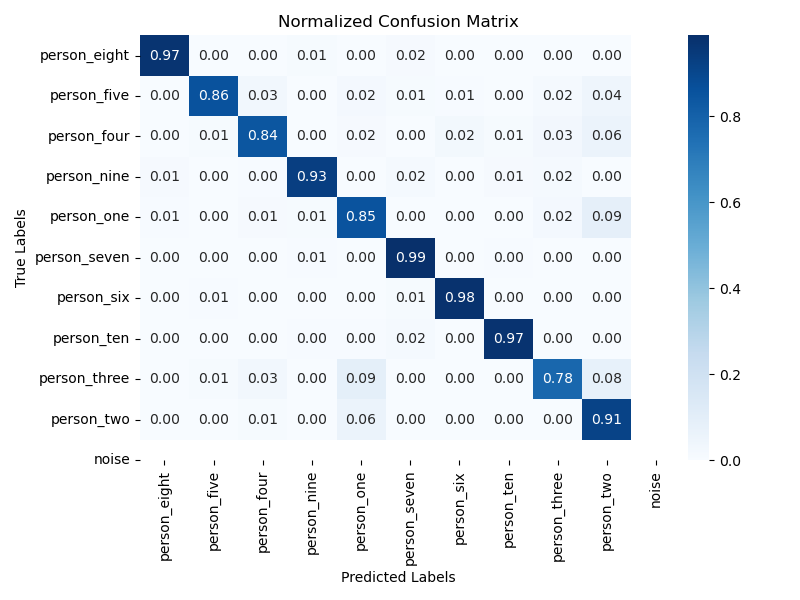 Normalized Confusion Matrix
True Labels
person_eight 0.97 0.00 0.00 0.01 0.00 0.02 0.00 0.00 0.00 0.00
person_five 0.00 0.86 0.03 0.00 0.02 0.01 0.01 0.00 0.02 0.04
person_four 0.00 0.01 0.84 0.00 0.02 0.00 0.02 0.01 0.03 0.06
person_nine 0.01 0.00 0.00 0.93 0.00 0.02 0.00 0.01 0.02 0.00
person_one 0.01 0.00 0.01 0.01 0.85 0.00 0.00 0.00 0.02 0.09
person_seven 0.00 0.00 0.00 0.01 0.00 0.99 0.00 0.00 0.00 0.00
person_six 0.00 0.01 0.00 0.00 0.00 0.01 0.98 0.00 0.00 0.00
person_ten 0.00 0.00 0.00 0.00 0.00 0.02 0.00 0.97 0.00 0.00
person_three 0.00 0.01 0.03 0.00 0.09 0.00 0.00 0.00 0.78 0.08
person_two 0.00 0.00 0.01 0.00 0.06 0.00 0.00 0.00 0.00 0.91
noise
person_eight
person_five
person_four
person_nine
person_one
person_seven
person_six
person_ten
person_three
person_two
noise
Predicted Labels
0.8
0.6
0.4
0.2
0.0